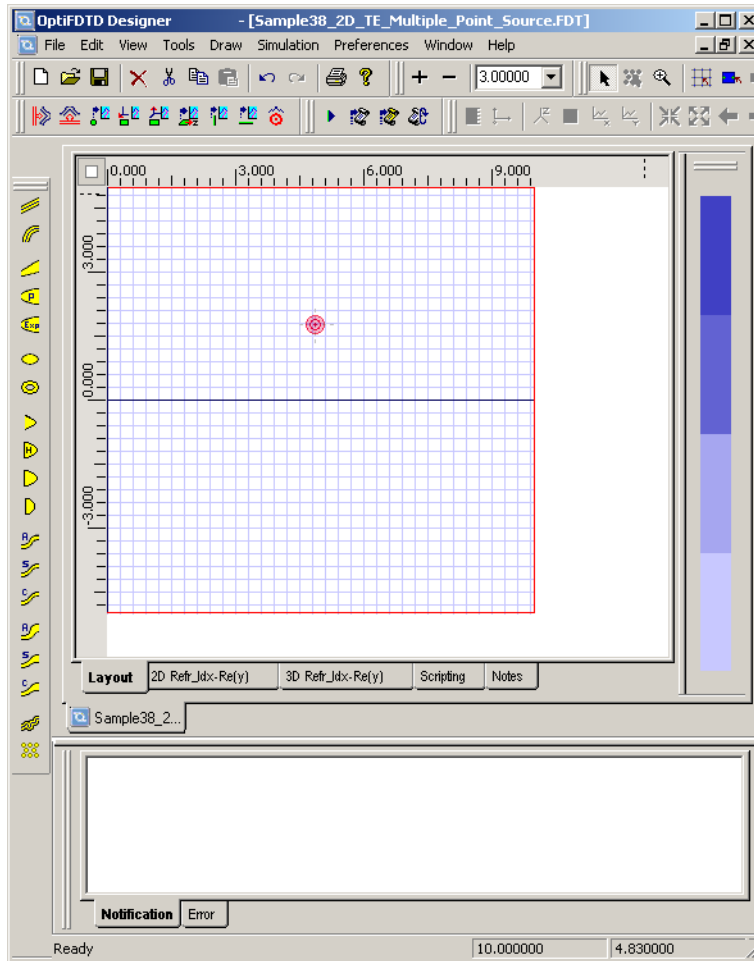 OptiFDTD Designer - [Sample38_2D_TE_Multiple_Point_Source.FDT]
File Edit View Tools Draw Simulation Preferences Window Help
3.00000
0.000 3.000 6.000 9.000
3.000
0.000
-3.000
P
Exp
H
A
S
C
A
S
C
Layout 2D Refr_Idx-Re(y) 3D Refr_Idx-Re(y) Scripting Notes
Sample38_2...
Notification Error
Ready 10.000000 4.830000